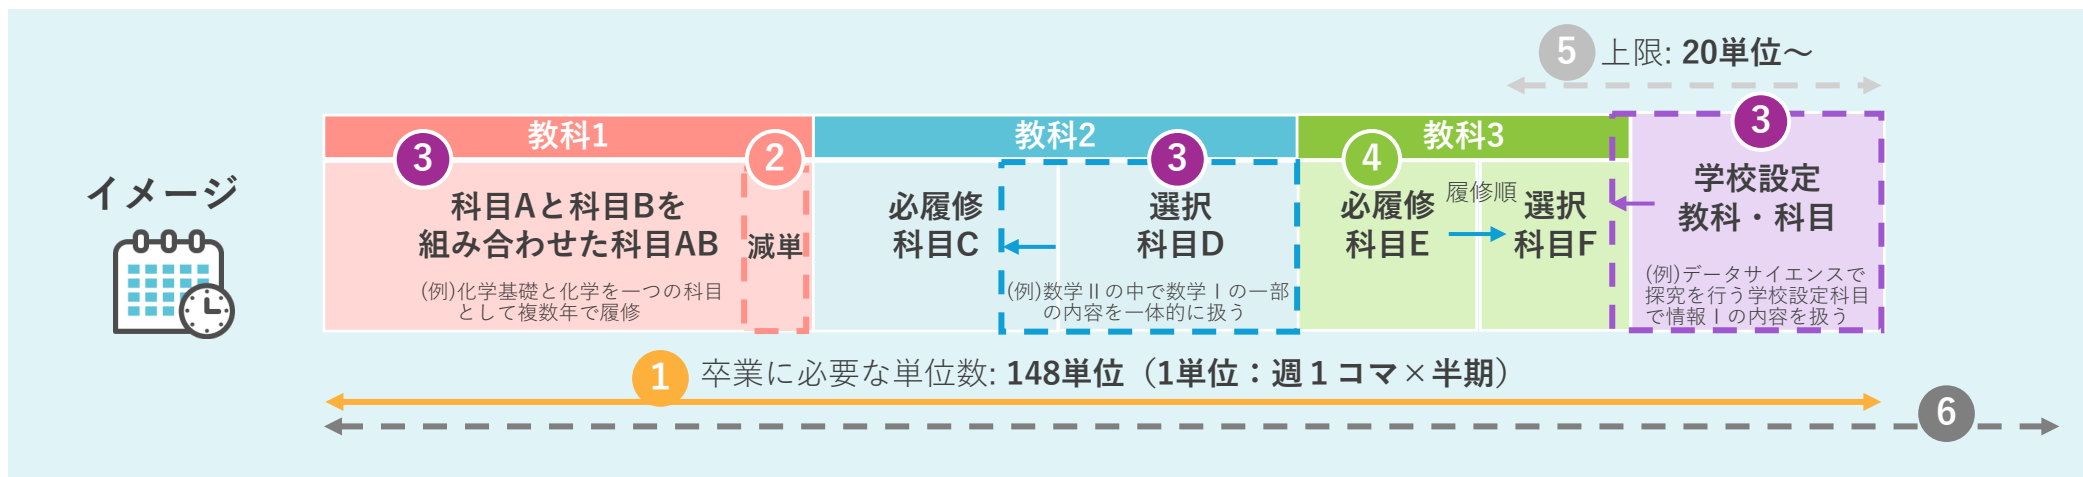 5 上限: 20単位～
教科1
教科2
教科3
3
2
3
4
3
イメージ
科目Aと科目Bを
組み合わせた科目AB
(例)化学基礎と化学を一つの科目
として複数年で履修
減単
必履修
科目C
選択
科目D
(例)数学Ⅱの中で数学Ⅰの一部
の内容を一体的に扱う
必履修
科目E
履修順
選択
科目F
学校設定
教科・科目
(例)データサイエンスで
探究を行う学校設定科目
で情報Ⅰの内容を扱う
1 卒業に必要な単位数: 148単位（1単位：週１コマ×半期）
6